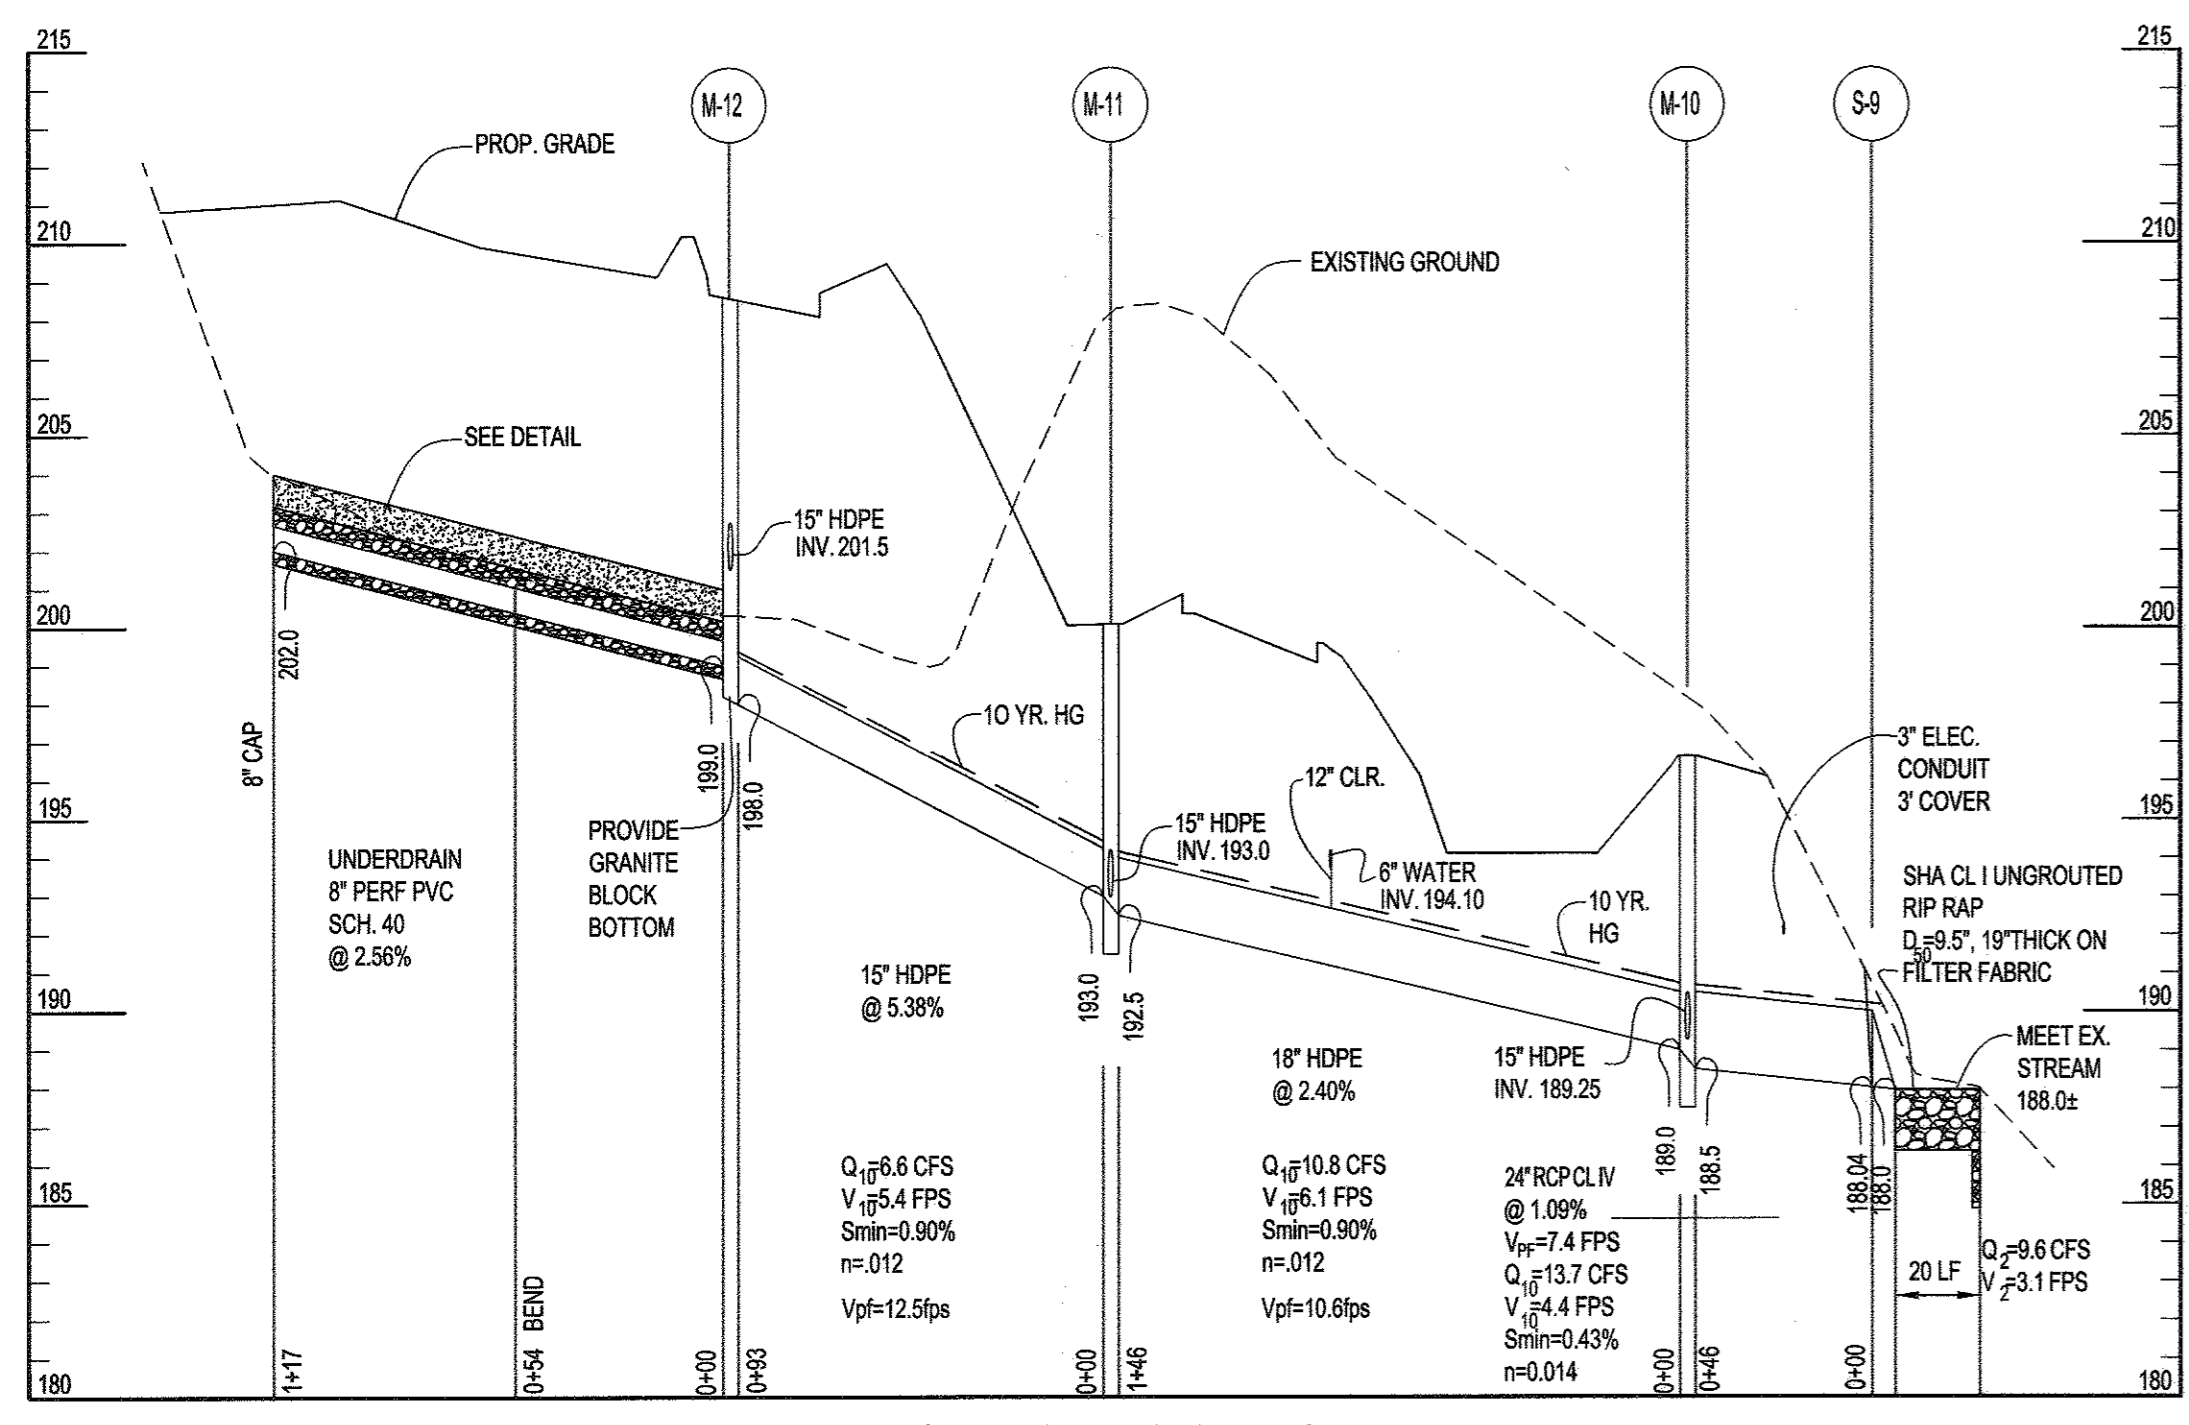 215
215
M-12
M-11
M-10
S-9
PROP. GRADE
210
210
EXISTING GROUND
205
205
SEE DETAIL
15" HDPE
INV. 201.5
200
200
202.0
10 YR. HG
8" CAP
199.0
198.0
3" ELEC.
CONDUIT
3' COVER
12" CLR.
195
195
PROVIDE
GRANITE
BLOCK
BOTTOM
15" HDPE
INV. 193.0
UNDERDRAIN
8" PERF PVC
SCH. 40
@ 2.56%
6" WATER
INV. 194.10
10 YR.
HG
SHA CL I UNGROUTED
RIP RAP
D50=9.5", 19"THICK ON
FILTER FABRIC
15" HDPE
@ 5.38%
193.0
192.5
190
190
MEET EX.
STREAM
188.0±
18" HDPE
@ 2.40%
15" HDPE
INV. 189.25
189.0
188.5
188.04
188.0
185
185
Q10=6.6 CFS
V10=5.4 FPS
Smin=0.90%
n=.012
Vpf=12.5fps
Q10=10.8 CFS
V10=6.1 FPS
Smin=0.90%
n=.012
Vpf=10.6fps
24" RCP CL IV
@ 1.09%
VPF=7.4 FPS
Q10=13.7 CFS
V10=4.4 FPS
Smin=0.43%
n=0.014
20 LF
Q2=9.6 CFS
V2=3.1 FPS
180
180
1+17
0+54 BEND
0+00
0+93
0+00
1+46
0+00
0+46
0+00